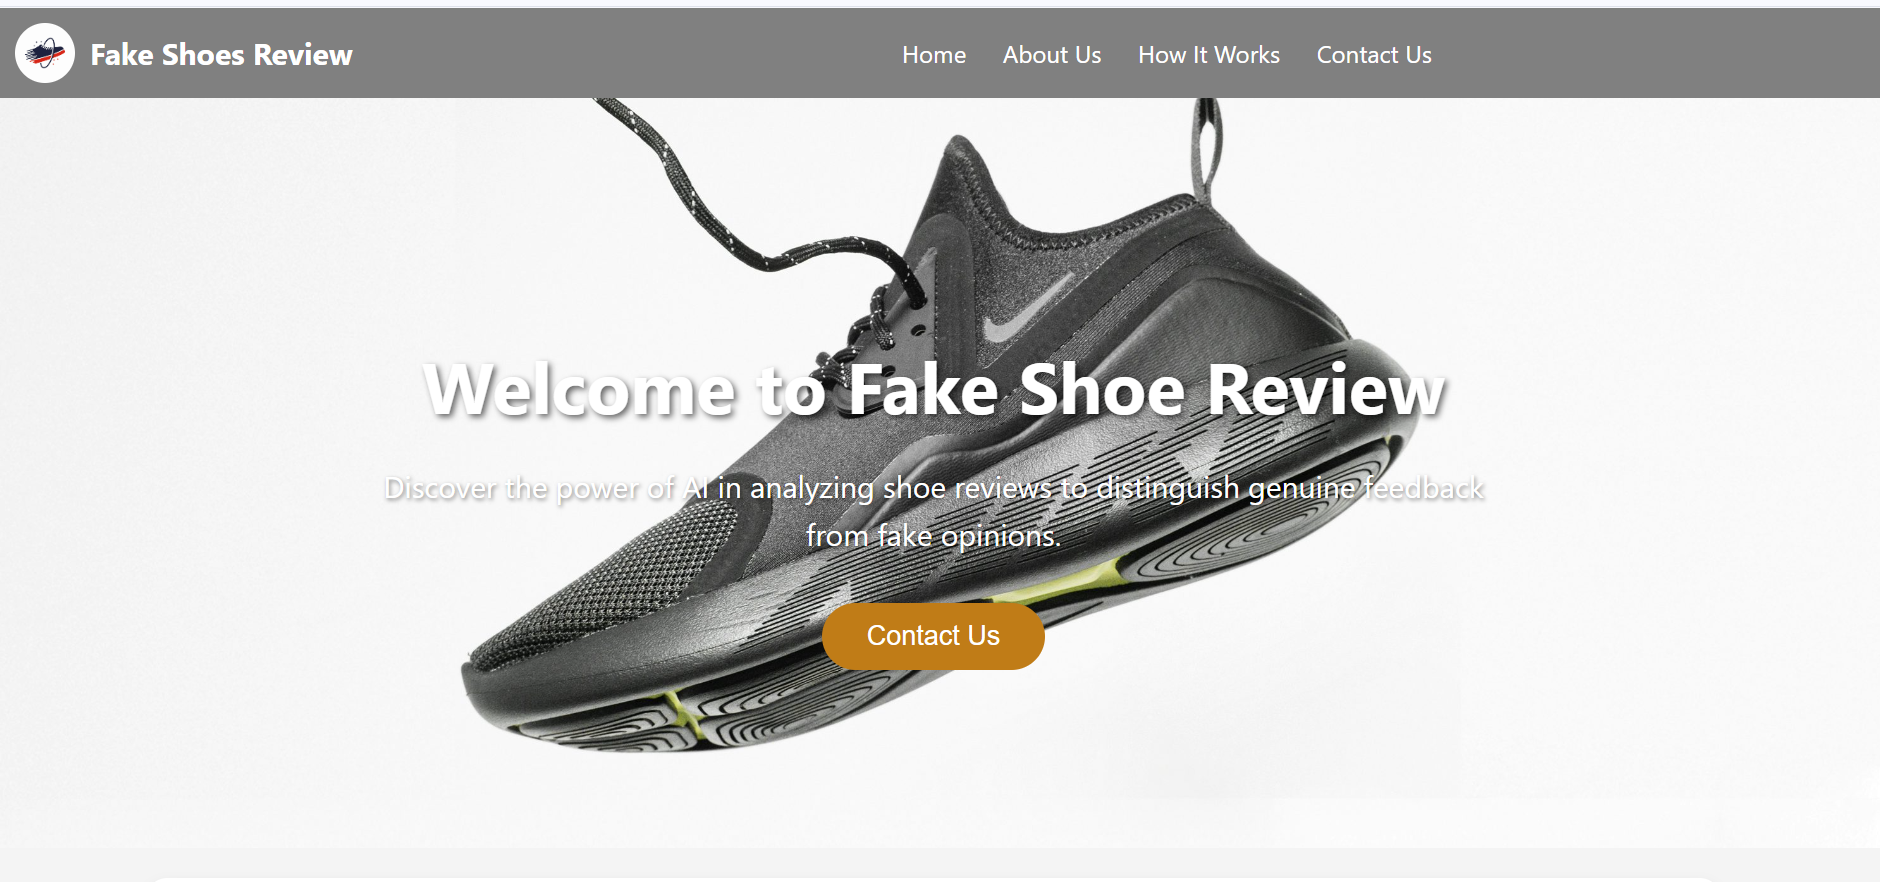 Fake Shoes Review
Home About Us How It Works Contact Us
Welcome to Fake Shoe Review
Discover the power of AI in analyzing shoe reviews to distinguish genuine feedback
from fake opinions.
Contact Us